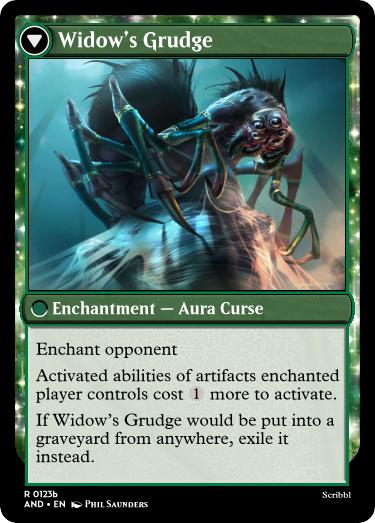 Widow's Grudge
Enchantment — Aura Curse
Enchant opponent
Activated abilities of artifacts enchanted
player controls cost 1 more to activate.
If Widow's Grudge would be put into a
graveyard from anywhere, exile it
instead.
R 0123b
Scribbl
AND • EN Phil Saunders